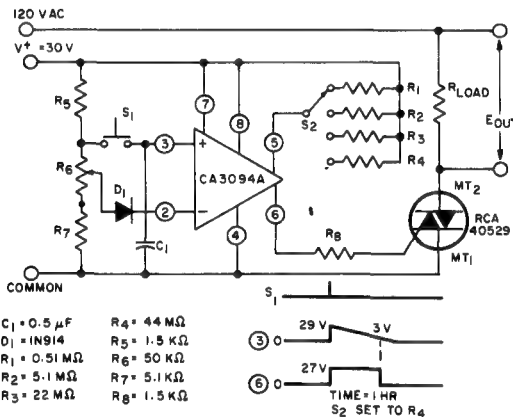 120 VAC
V+ = 30 V
R5
S1
R6
D1
R7
C1
COMMON
7
8
3
+
CA3094A
2
−
4
5
6
S2
R1
R2
R3
R4
RLOAD
EOUT
MT2
RCA
40529
MT1
R8
C1 = 0.5 µF
D1 = IN914
R1 = 0.51 MΩ
R2 = 5.1 MΩ
R3 = 22 MΩ
R4 = 44 MΩ
R5 = 1.5 KΩ
R6 = 50 KΩ
R7 = 5.1 KΩ
R8 = 1.5 KΩ
S1
3
29 V
3V
6
27 V
TIME = 1 HR
S2 SET TO R4